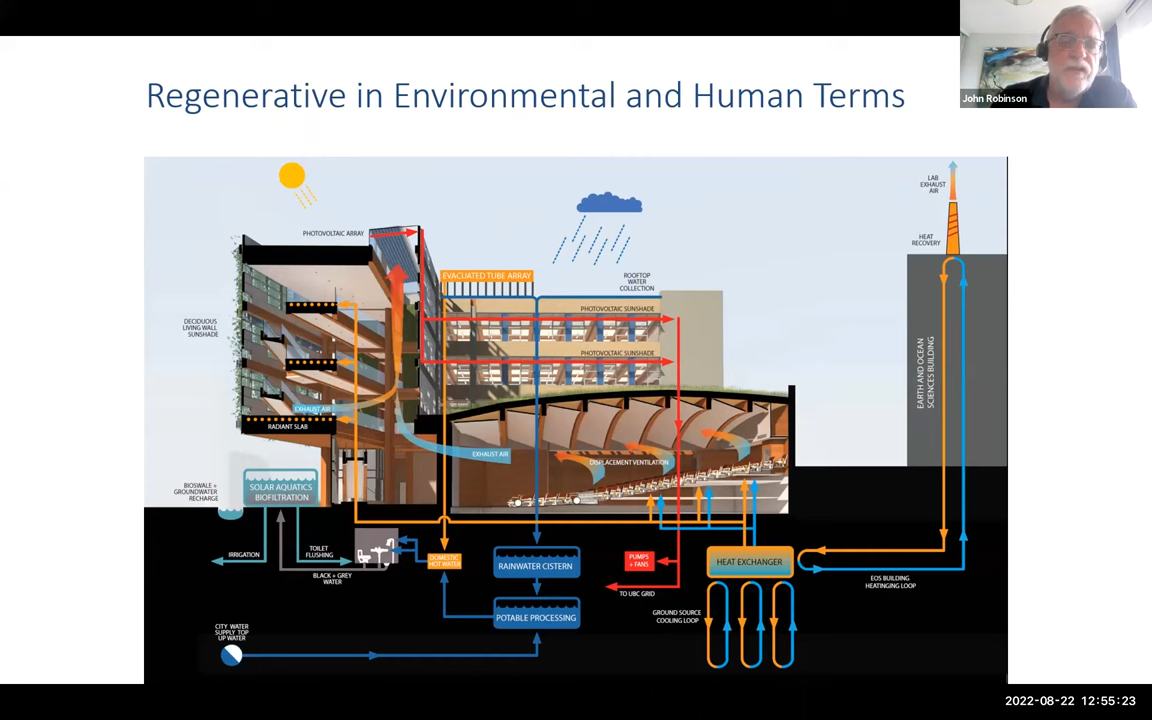 John Robinson
Regenerative in Environmental and Human Terms
LAB
EXHAUST
AIR
HEAT
RECOVERY
PHOTOVOLTAIC ARRAY
EVACUATED TUBE ARRAY
ROOFTOP
WATER
COLLECTION
PHOTOVOLTAIC SUNSHADE
PHOTOVOLTAIC SUNSHADE
DECIDUOUS
LIVING WALL
SUNSHADE
EARTH AND OCEAN
SCIENCES BUILDING
EXHAUST AIR
RADIANT SLAB
EXHAUST AIR
DISPLACEMENT VENTILATION
BIOSWALE +
GROUNDWATER
RECHARGE
SOLAR AQUATICS
BIOFILTRATION
IRRIGATION
TOILET
FLUSHING
BLACK + GREY
WATER
DOMESTIC
HOT WATER
RAINWATER CISTERN
POTABLE PROCESSING
PUMPS
+ FANS
TO UBC GRID
HEAT EXCHANGER
GROUND SOURCE
COOLING LOOP
EOS BUILDING
HEATINGING LOOP
CITY WATER
SUPPLY TOP
UP WATER
2022-08-22 12:55:23